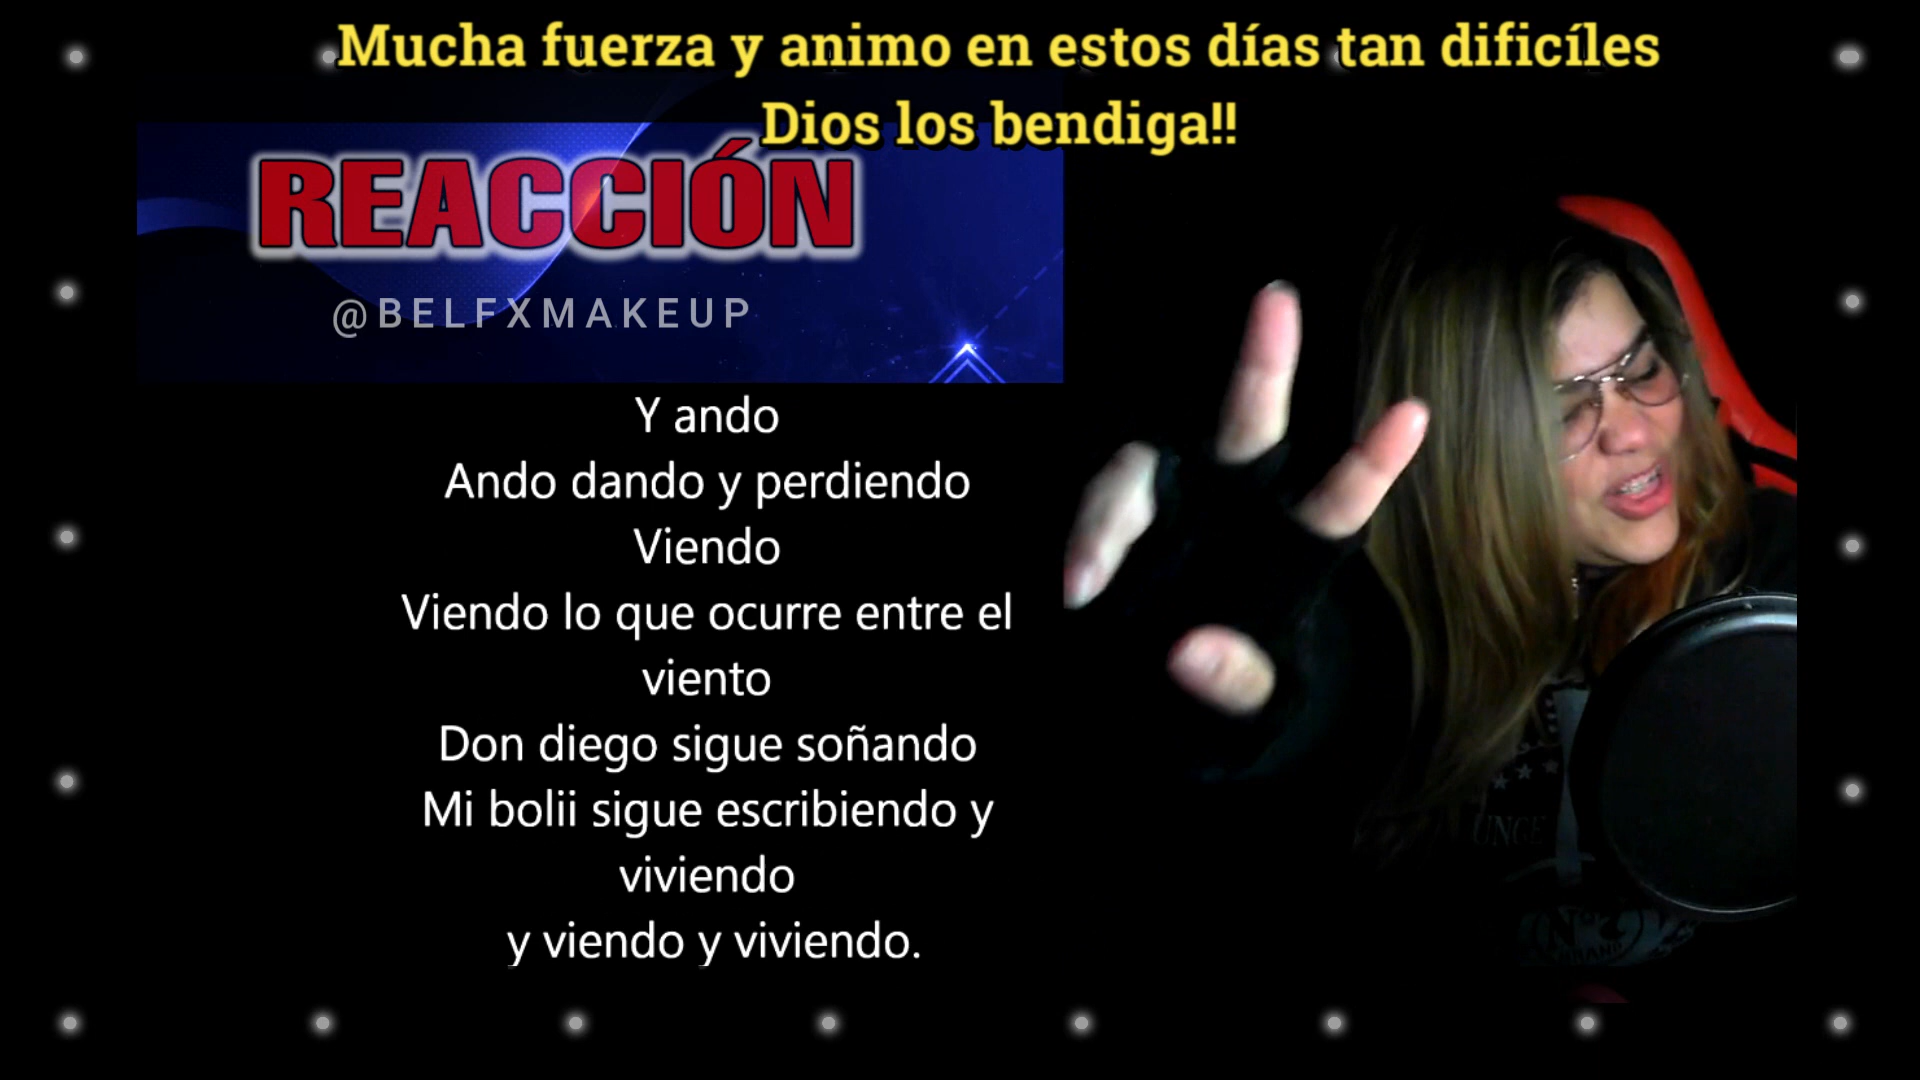 Mucha fuerza y animo en estos días tan dificíles
Dios los bendiga!!
REACCIÓN
@BELFXMAKEUP
Y ando
Ando dando y perdiendo
Viendo
Viendo lo que ocurre entre el
viento
Don diego sigue soñando
Mi bolii sigue escribiendo y
viviendo
y viendo y viviendo.